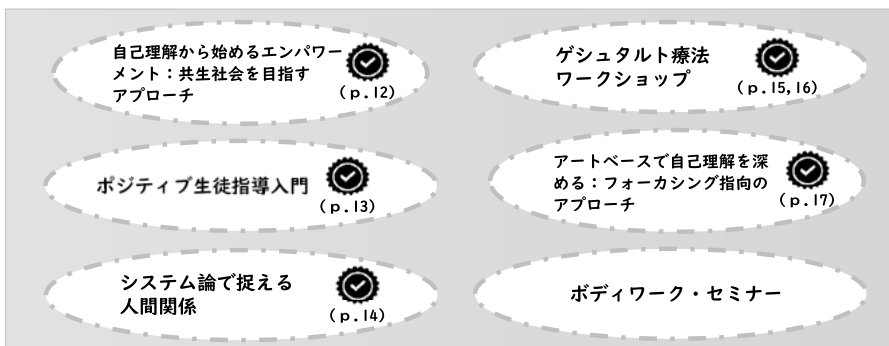 自己理解から始めるエンパワー
メント：共生社会を目指す
アプローチ
(p.12)
ゲシュタルト療法
ワークショップ
(p.15,16)
ポジティブ生徒指導入門
(p.13)
アートベースで自己理解を深
める：フォーカシング指向の
アプローチ
(p.17)
システム論で捉える
人間関係
(p.14)
ボディワーク・セミナー